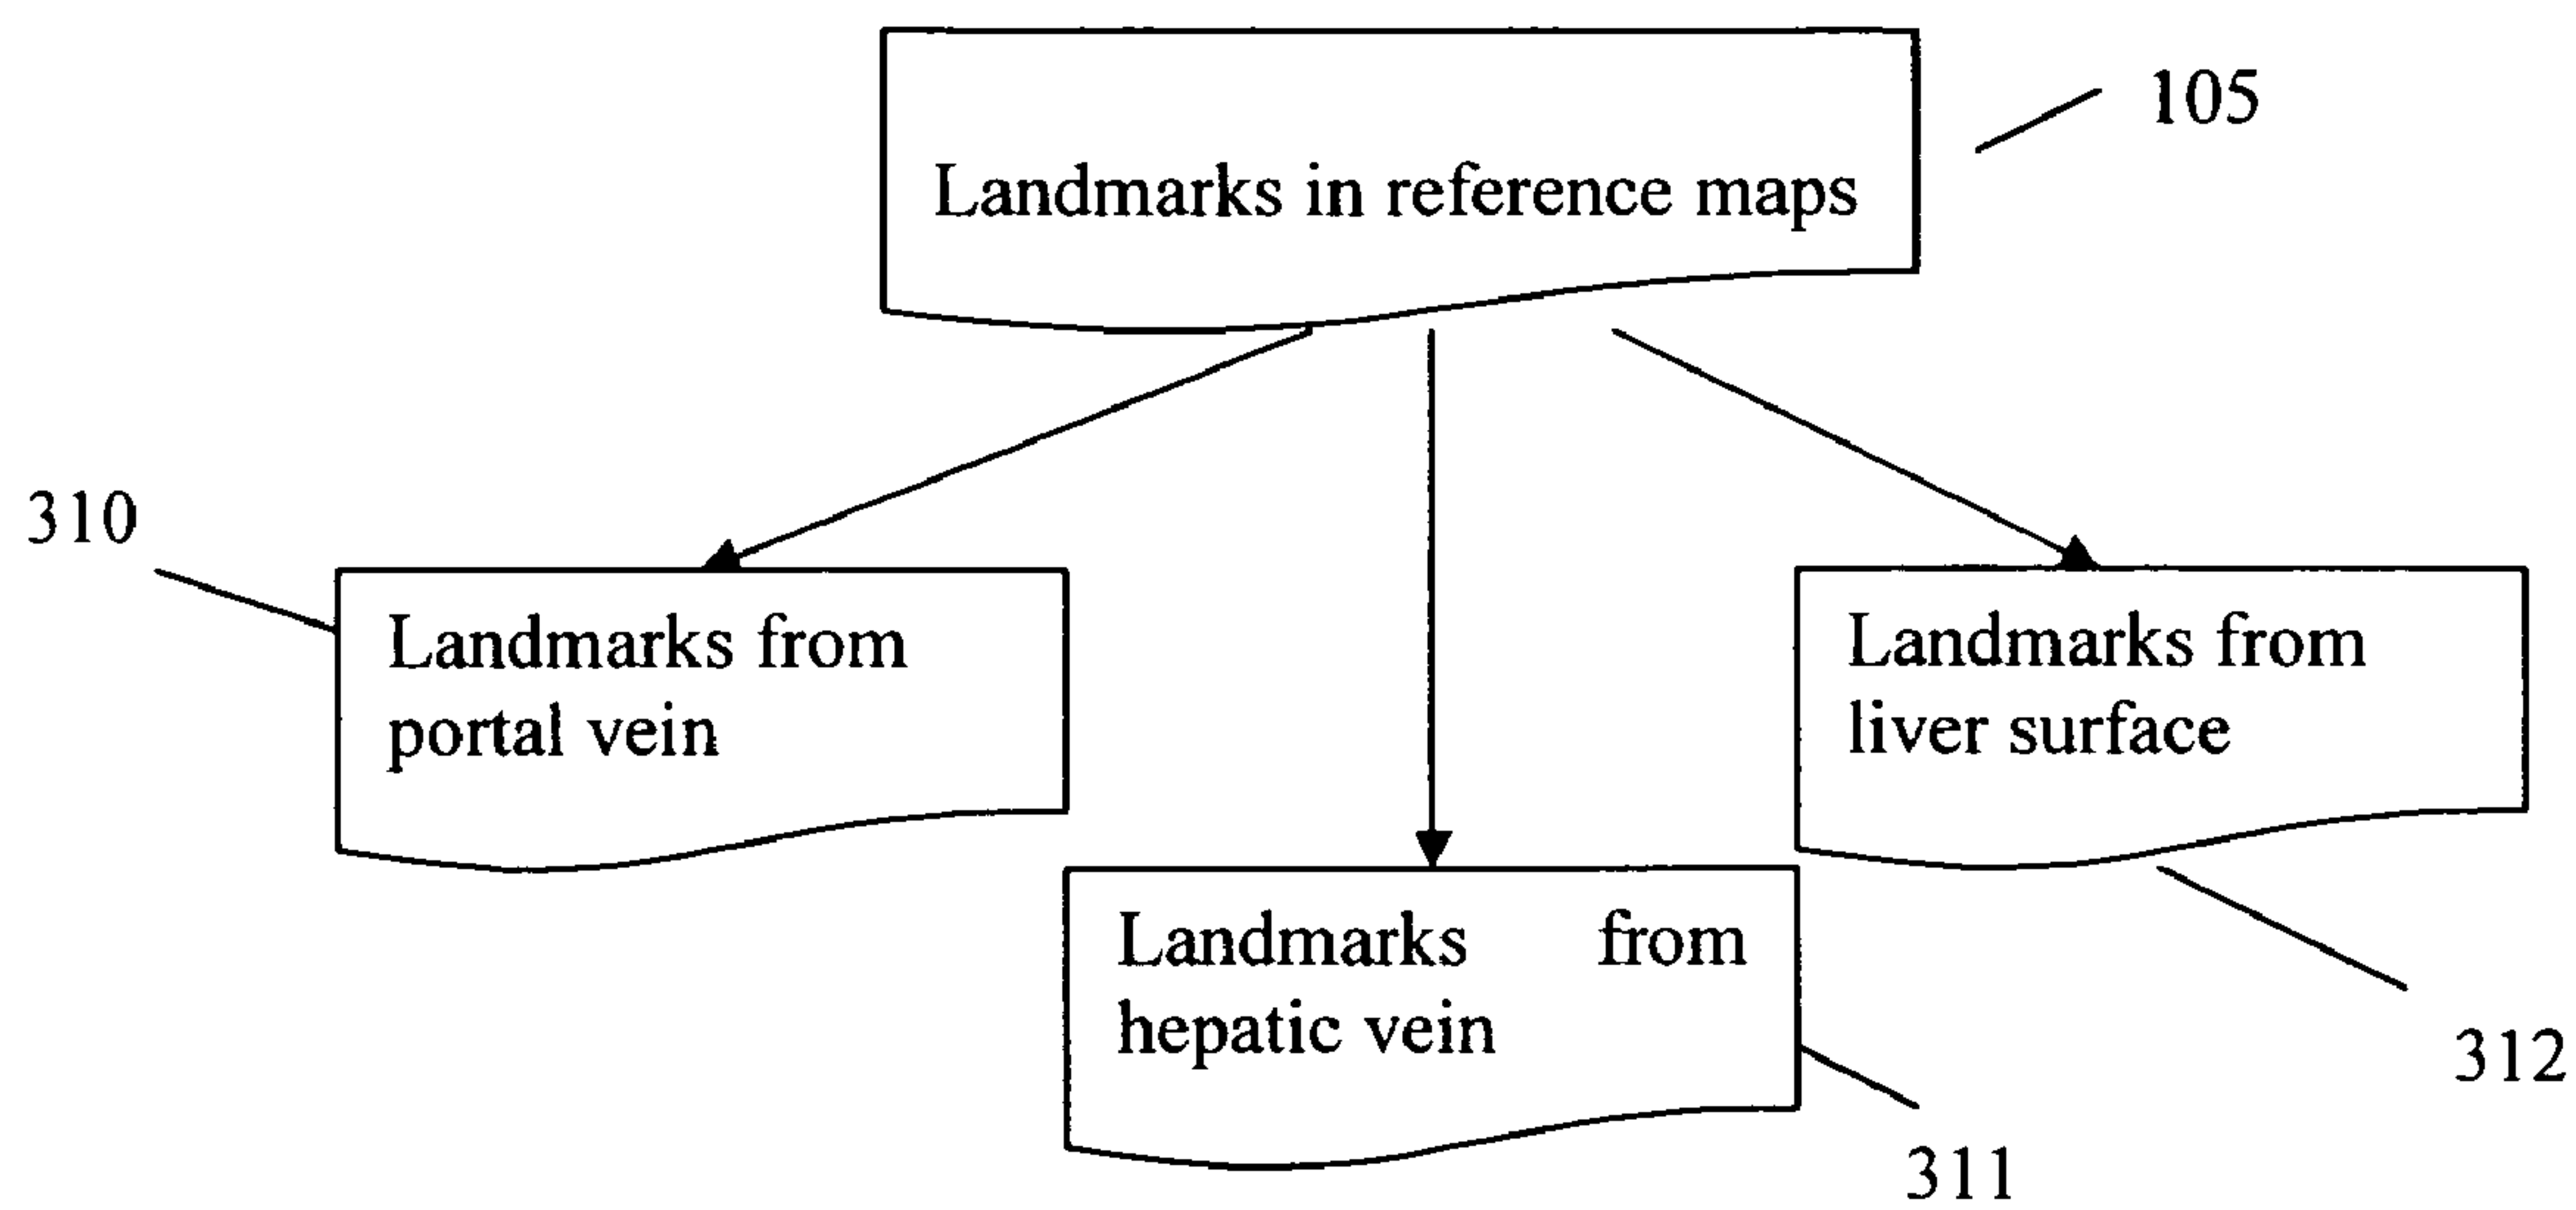 105
Landmarks in reference maps
310
Landmarks from
portal vein
Landmarks from
liver surface
Landmarks from
hepatic vein
312
311